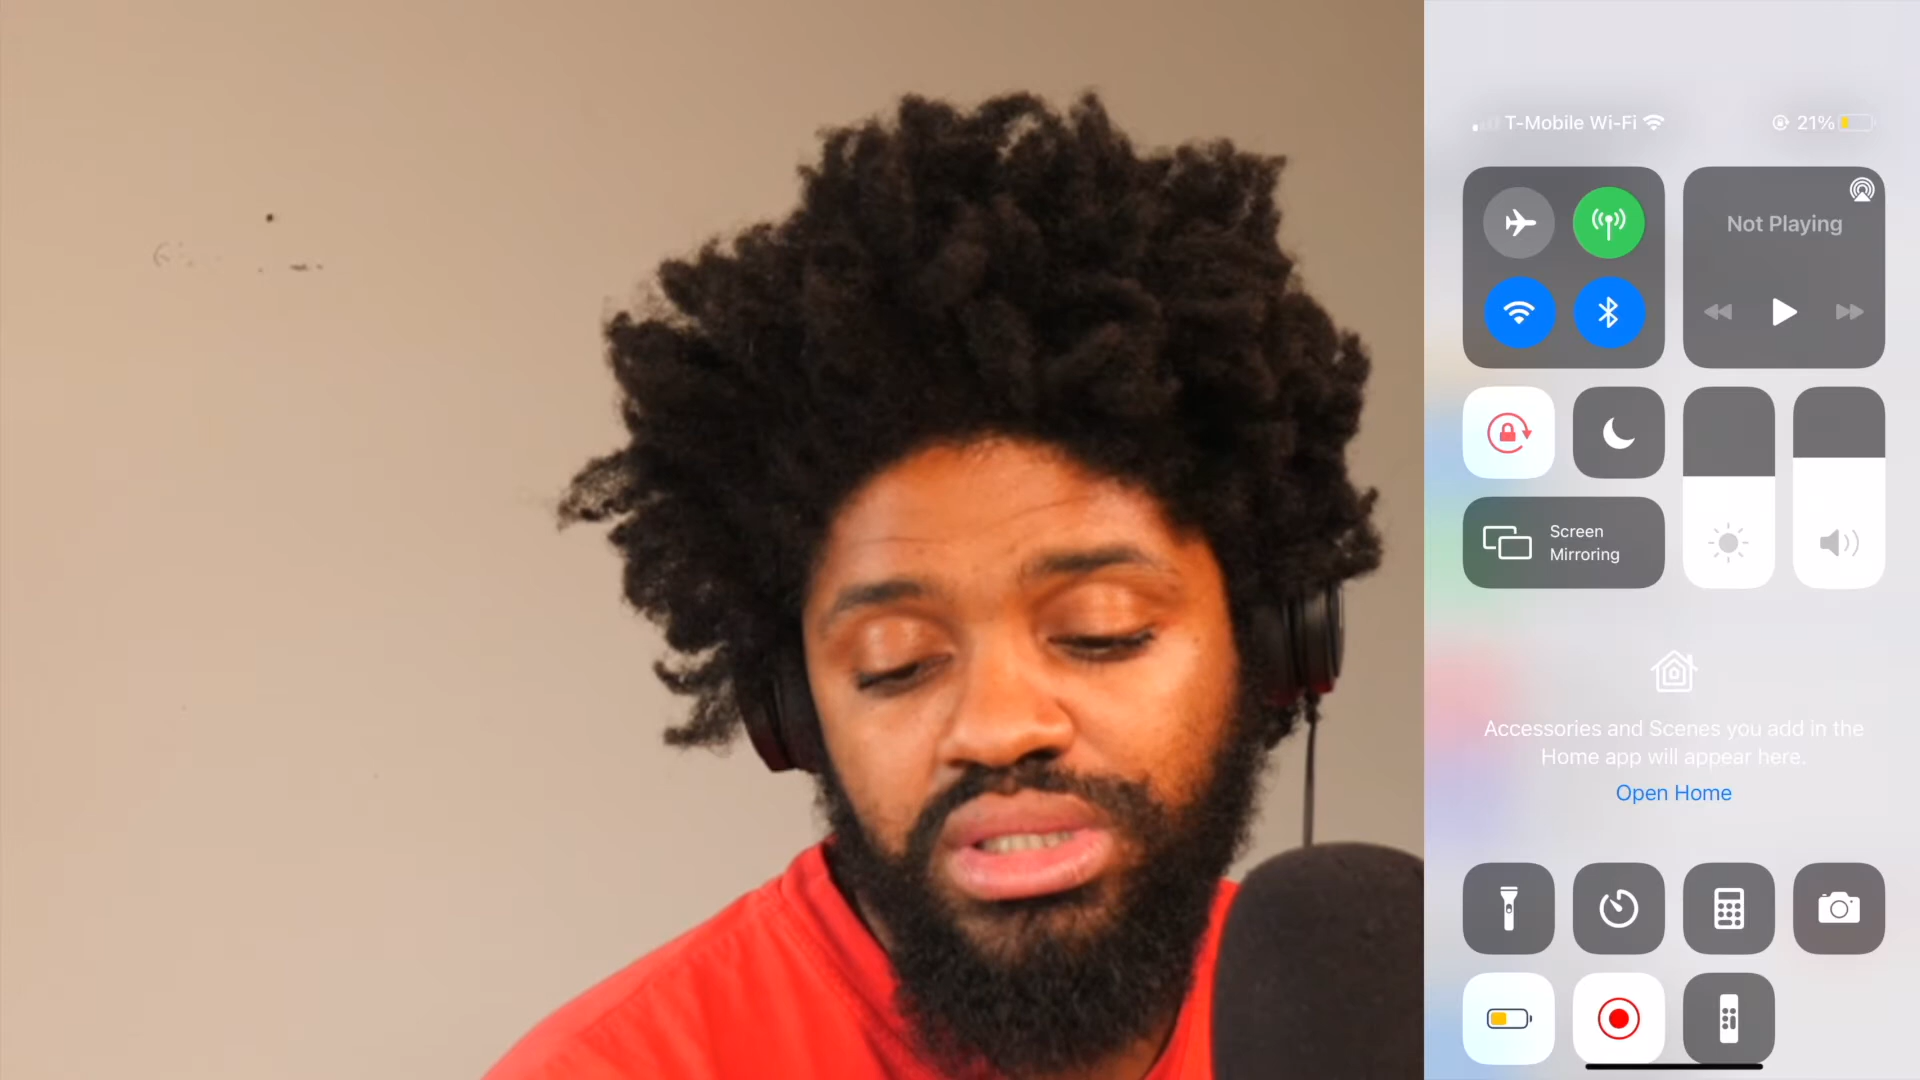 T-Mobile Wi-Fi
21%
Not Playing
Screen
Mirroring
Accessories and Scenes you add in the
Home app will appear here.
Open Home